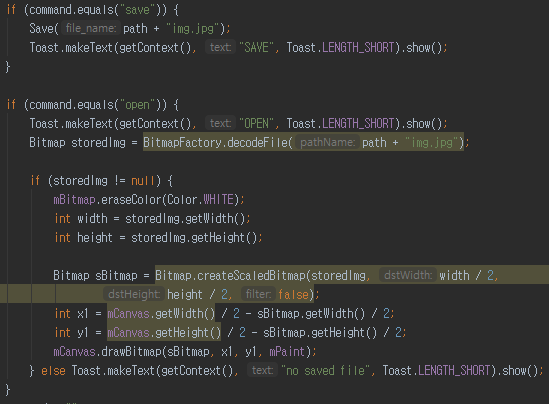 if (command.equals("save")) {
Save( file_name: path + "img.jpg");
Toast.makeText(getContext(), text: "SAVE", Toast.LENGTH_SHORT).show();
}
if (command.equals("open")) {
Toast.makeText(getContext(), text: "OPEN", Toast.LENGTH_SHORT).show();
Bitmap storedImg = BitmapFactory.decodeFile( pathName: path + "img.jpg");
if (storedImg != null) {
mBitmap.eraseColor(Color.WHITE);
int width = storedImg.getWidth();
int height = storedImg.getHeight();
Bitmap sBitmap = Bitmap.createScaledBitmap(storedImg, dstWidth: width / 2,
dstHeight: height / 2, filter: false);
int x1 = mCanvas.getWidth() / 2 - sBitmap.getWidth() / 2;
int y1 = mCanvas.getHeight() / 2 - sBitmap.getHeight() / 2;
mCanvas.drawBitmap(sBitmap, x1, y1, mPaint);
} else Toast.makeText(getContext(), text: "no saved file", Toast.LENGTH_SHORT).show();
}